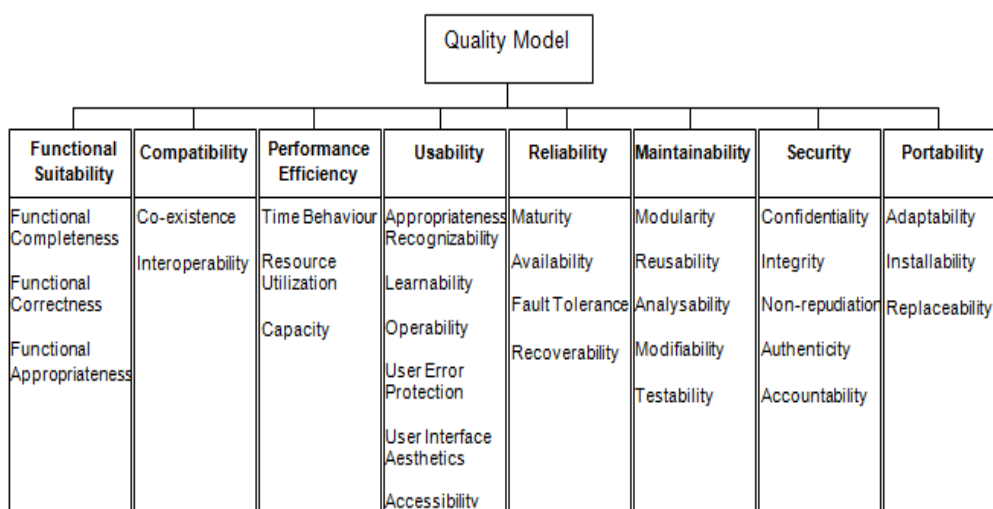 Quality Model
Functional
Suitability
Functional
Completeness
Functional
Correctness
Functional
Appropriateness
Compatibility
Co-existence
Interoperability
Performance
Efficiency
Time Behaviour
Resource
Utilization
Capacity
Usability
Appropriateness
Recognizability
Learnability
Operability
User Error
Protection
User Interface
Aesthetics
Accessibility
Reliability
Maturity
Availability
Fault Tolerance
Recoverability
Maintainability
Modularity
Reusability
Analysability
Modifiability
Testability
Security
Confidentiality
Integrity
Non-repudiation
Authenticity
Accountability
Portability
Adaptability
Installability
Replaceability